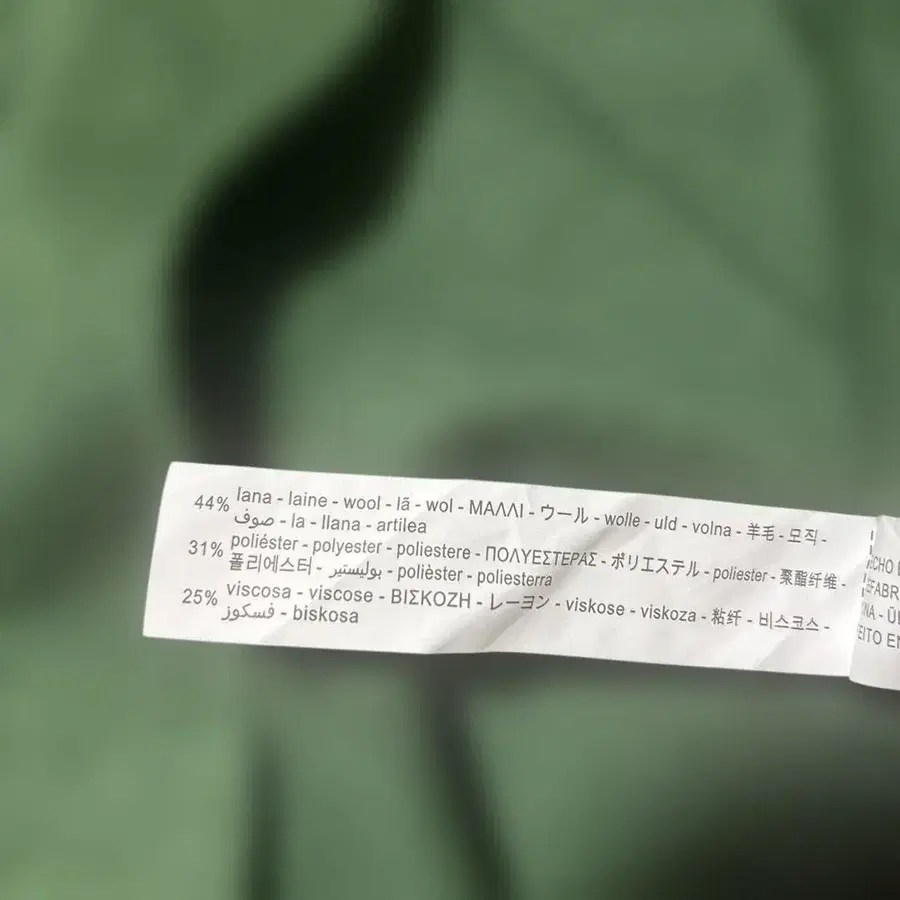 44% lana - laine - wool - lã - wol - ΜΑΛΛΙ - ウール - wolle - uld - volna - 羊毛 - 모직 -
صوف - la - llana - artilea
31% poliéster - polyester - poliestere - ΠΟΛΥΕΣΤΕΡΑΣ - ポリエステル - poliester - 聚酯纤维 -
폴리에스터 - بوليستير - polièster - poliesterra
25% viscosa - viscose - ΒΙΣΚΟΖΗ - レーヨン - viskose - viskoza - 粘纤 - 비스코스 -
فسكوز - biskosa